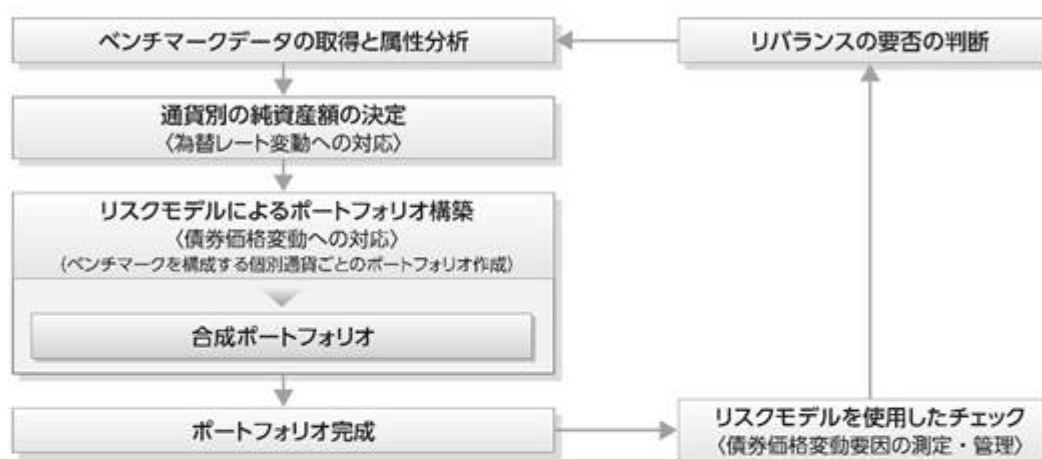 ベンチマークデータの取得と属性分析
リバランスの要否の判断
通貨別の純資産額の決定
〈為替レート変動への対応〉
リスクモデルによるポートフォリオ構築
〈債券価格変動への対応〉
(ベンチマークを構成する個別通貨ごとのポートフォリオ作成)
合成ポートフォリオ
ポートフォリオ完成
リスクモデルを使用したチェック
〈債券価格変動要因の測定・管理〉